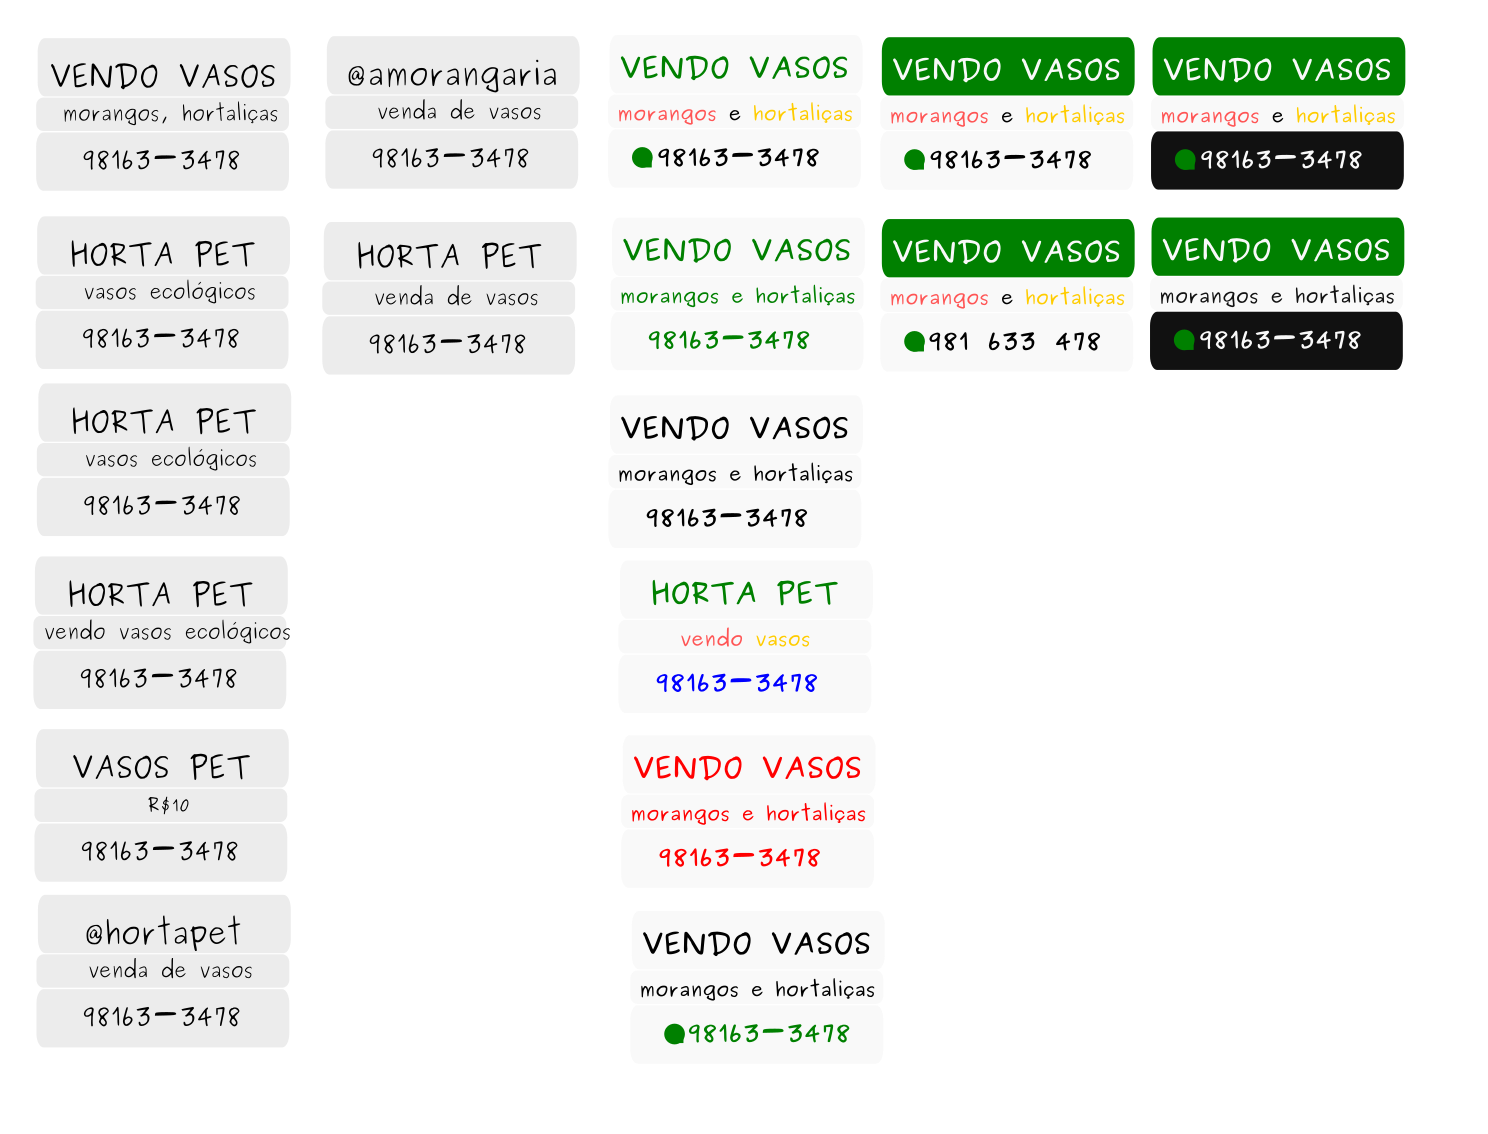 VENDO VASOS
morangos, hortaliças
98163-3478
HORTA PET
vasos ecológicos
98163-3478
HORTA PET
vasos ecológicos
98163-3478
HORTA PET
vendo vasos ecológicos
98163-3478
VASOS PET
R$10
98163-3478
@hortapet
venda de vasos
98163-3478
@amorangaria
venda de vasos
98163-3478
HORTA PET
venda de vasos
98163-3478
VENDO VASOS
morangos e hortaliças
98163-3478
VENDO VASOS
morangos e hortaliças
98163-3478
VENDO VASOS
morangos e hortaliças
98163-3478
HORTA PET
vendo vasos
98163-3478
VENDO VASOS
morangos e hortaliças
98163-3478
VENDO VASOS
morangos e hortaliças
98163-3478
VENDO VASOS
morangos e hortaliças
98163-3478
VENDO VASOS
morangos e hortaliças
981 633 478
VENDO VASOS
morangos e hortaliças
98163-3478
VENDO VASOS
morangos e hortaliças
98163-3478